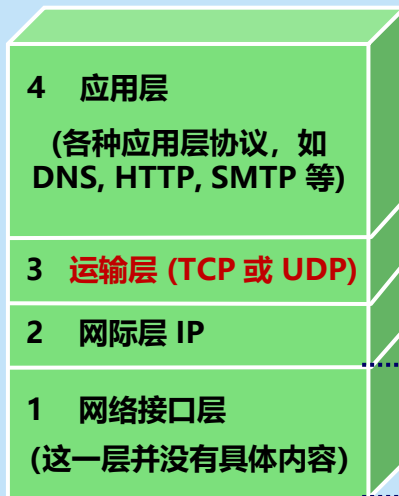 4 应用层
(各种应用层协议，如
DNS, HTTP, SMTP 等)
3 运输层 (TCP 或 UDP)
2 网际层 IP
1 网络接口层
(这一层并没有具体内容)